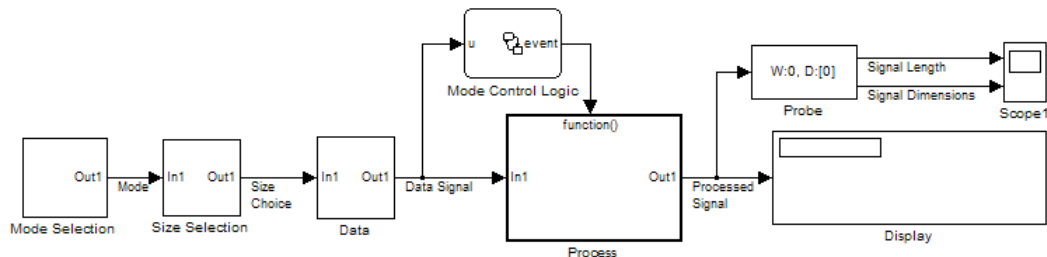 u
event
Mode Control Logic
W:0, D:[0]
Probe
Signal Length
Signal Dimensions
Scope1
function()
Out1
Mode
In1
Out1
Size
Choice
In1
Out1
Data Signal
In1
Out1
Processed
Signal
Mode Selection
Size Selection
Data
Process
Display